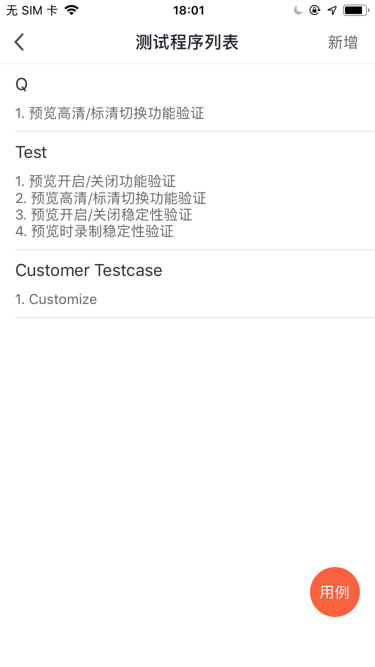 无 SIM 卡 18:01
测试程序列表 新增
Q
1. 预览高清/标清切换功能验证
Test
1. 预览开启/关闭功能验证
2. 预览高清/标清切换功能验证
3. 预览开启/关闭稳定性验证
4. 预览时录制稳定性验证
Customer Testcase
1. Customize
用例